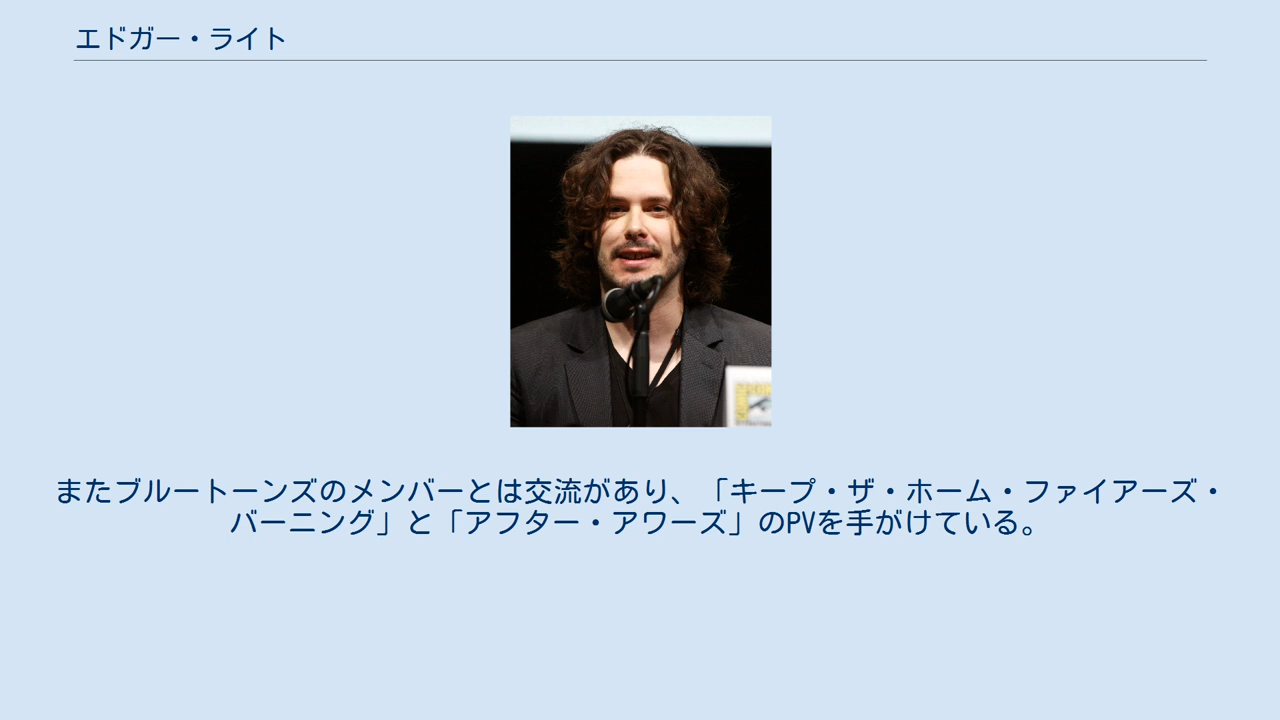 エドガー・ライト
またブルートーンズのメンバーとは交流があり、「キープ・ザ・ホーム・ファイアーズ・
バーニング」と「アフター・アワーズ」のPVを手がけている。